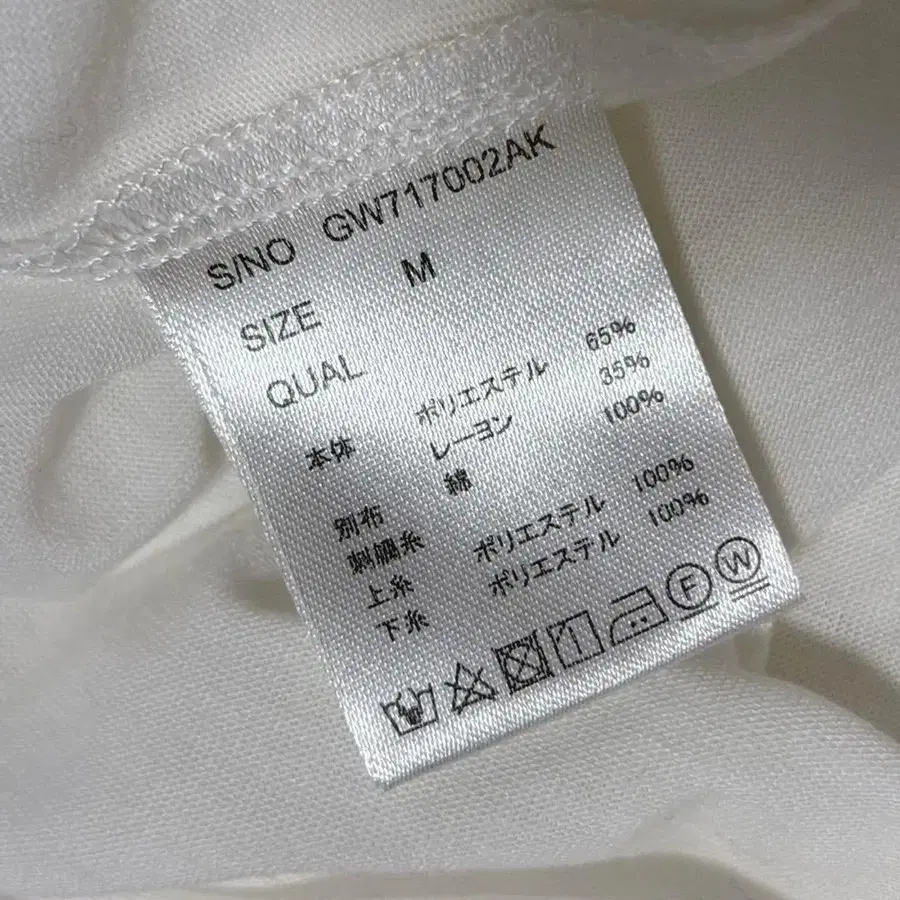 S/NO GW717002AK
SIZE M
QUAL
本体 ポリエステル 65%
レーヨン 35%
別布 綿 100%
刺繍糸
上糸 ポリエステル 100%
下糸 ポリエステル 100%
F W